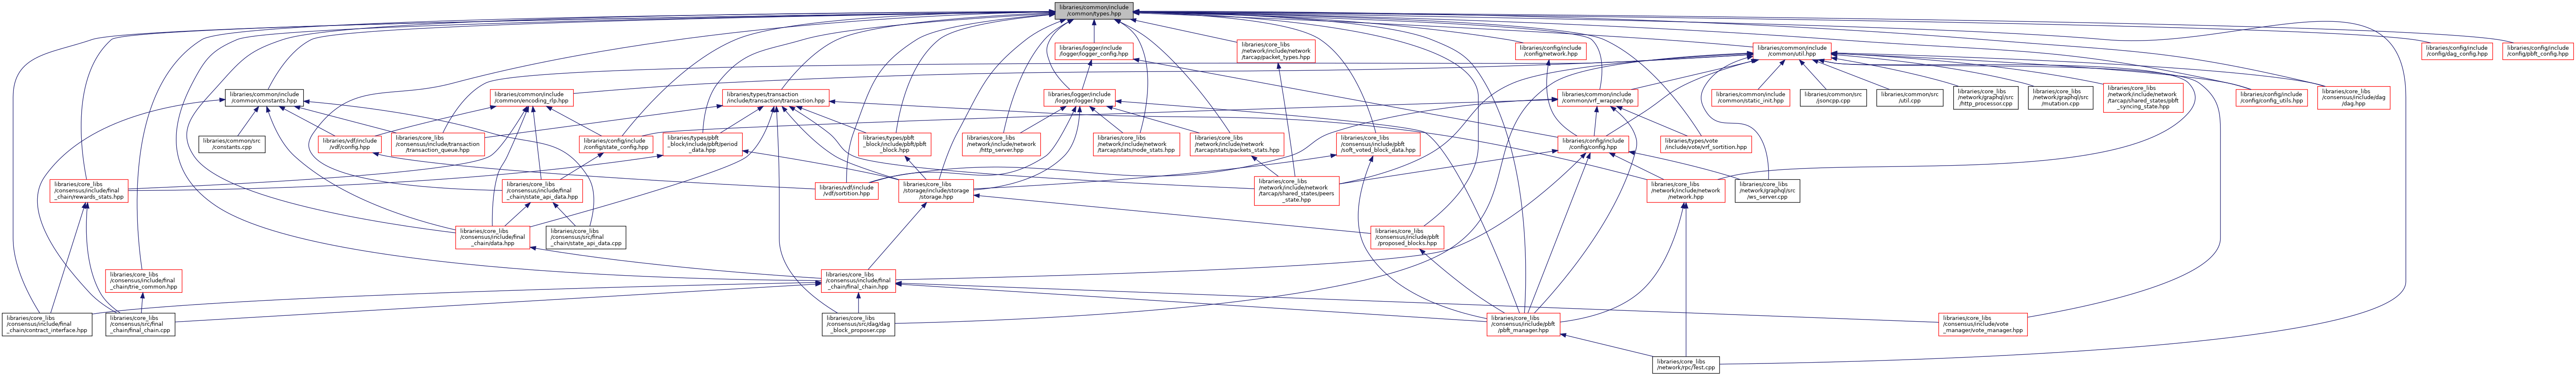 libraries/common/include
/common/types.hpp
libraries/logger/include
/logger/logger_config.hpp
libraries/core_libs
/network/include/network
/tarcap/packet_types.hpp
libraries/config/include
/config/network.hpp
libraries/common/include
/common/util.hpp
libraries/config/include
/config/dag_config.hpp
libraries/config/include
/config/pbft_config.hpp
libraries/common/include
/common/constants.hpp
libraries/common/include
/common/encoding_rlp.hpp
libraries/types/transaction
/include/transaction/transaction.hpp
libraries/logger/include
/logger/logger.hpp
libraries/common/include
/common/vrf_wrapper.hpp
libraries/common/include
/common/static_init.hpp
libraries/common/src
/jsoncpp.cpp
libraries/common/src
/util.cpp
libraries/core_libs
/network/graphql/src
/http_processor.cpp
libraries/core_libs
/network/graphql/src
/mutation.cpp
libraries/core_libs
/network/include/network
/tarcap/shared_states/pbft
_syncing_state.hpp
libraries/config/include
/config/config_utils.hpp
libraries/core_libs
/consensus/include/dag
/dag.hpp
libraries/common/src
/constants.cpp
libraries/vdf/include
/vdf/config.hpp
libraries/core_libs
/consensus/include/transaction
/transaction_queue.hpp
libraries/config/include
/config/state_config.hpp
libraries/types/pbft
_block/include/pbft/period
_data.hpp
libraries/types/pbft
_block/include/pbft/pbft
_block.hpp
libraries/core_libs
/network/include/network
/http_server.hpp
libraries/core_libs
/network/include/network
/tarcap/stats/node_stats.hpp
libraries/core_libs
/network/include/network
/tarcap/stats/packets_stats.hpp
libraries/core_libs
/consensus/include/pbft
/soft_voted_block_data.hpp
libraries/config/include
/config/config.hpp
libraries/types/vote
/include/vote/vrf_sortition.hpp
libraries/core_libs
/consensus/include/final
_chain/rewards_stats.hpp
libraries/core_libs
/consensus/include/final
_chain/state_api_data.hpp
libraries/vdf/include
/vdf/sortition.hpp
libraries/core_libs
/storage/include/storage
/storage.hpp
libraries/core_libs
/network/include/network
/tarcap/shared_states/peers
_state.hpp
libraries/core_libs
/network/include/network
/network.hpp
libraries/core_libs
/network/graphql/src
/ws_server.cpp
libraries/core_libs
/consensus/include/final
_chain/data.hpp
libraries/core_libs
/consensus/src/final
_chain/state_api_data.cpp
libraries/core_libs
/consensus/include/pbft
/proposed_blocks.hpp
libraries/core_libs
/consensus/include/final
_chain/trie_common.hpp
libraries/core_libs
/consensus/include/final
_chain/final_chain.hpp
libraries/core_libs
/consensus/include/final
_chain/contract_interface.hpp
libraries/core_libs
/consensus/src/final
_chain/final_chain.cpp
libraries/core_libs
/consensus/src/dag/dag
_block_proposer.cpp
libraries/core_libs
/consensus/include/pbft
/pbft_manager.hpp
libraries/core_libs
/consensus/include/vote
_manager/vote_manager.hpp
libraries/core_libs
/network/rpc/Test.cpp